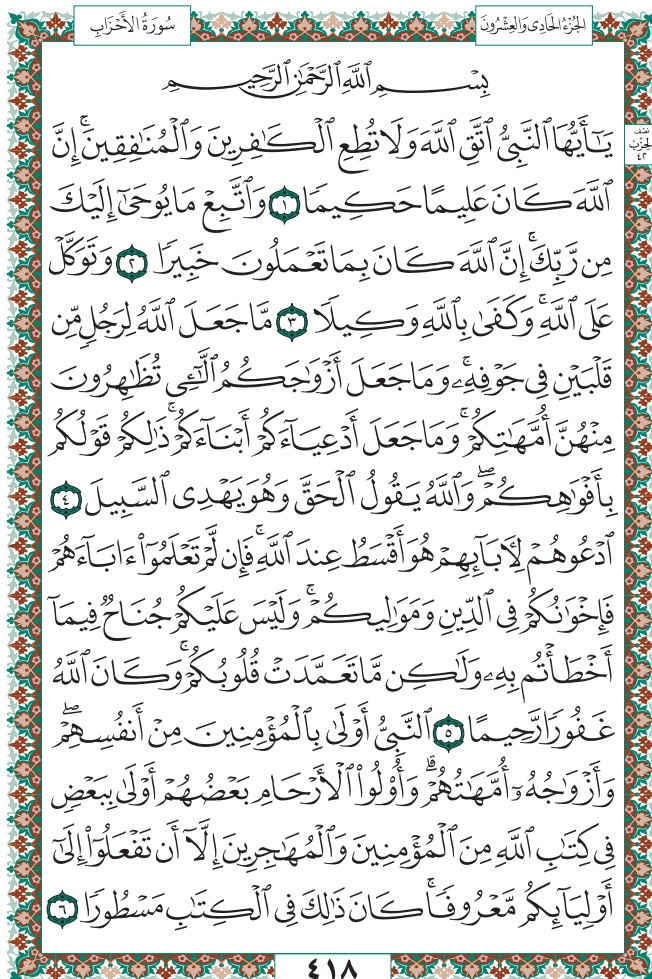 سُورَةُ الأَحْزَابِ
الجُزْءُ الحَادِى وَالعِشْرُونَ
بِسْمِ ٱللَّهِ ٱلرَّحْمَٰنِ ٱلرَّحِيمِ
يَٰٓأَيُّهَا ٱلنَّبِىُّ ٱتَّقِ ٱللَّهَ وَلَا تُطِعِ ٱلْكَٰفِرِينَ وَٱلْمُنَٰفِقِينَۚ إِنَّ
نصف الحزب ٤٢
ٱللَّهَ كَانَ عَلِيمًا حَكِيمًا ١ وَٱتَّبِعْ مَا يُوحَىٰٓ إِلَيْكَ
مِن رَّبِّكَۚ إِنَّ ٱللَّهَ كَانَ بِمَا تَعْمَلُونَ خَبِيرًا ٢ وَتَوَكَّلْ
عَلَى ٱللَّهِۚ وَكَفَىٰ بِٱللَّهِ وَكِيلًا ٣ مَّا جَعَلَ ٱللَّهُ لِرَجُلٍ مِّن
قَلْبَيْنِ فِى جَوْفِهِۦۚ وَمَا جَعَلَ أَزْوَٰجَكُمُ ٱلَّٰٓـِٔى تُظَٰهِرُونَ
مِنْهُنَّ أُمَّهَٰتِكُمْۚ وَمَا جَعَلَ أَدْعِيَآءَكُمْ أَبْنَآءَكُمْۚ ذَٰلِكُمْ قَوْلُكُم
بِأَفْوَٰهِكُمْۖ وَٱللَّهُ يَقُولُ ٱلْحَقَّ وَهُوَ يَهْدِى ٱلسَّبِيلَ ٤
ٱدْعُوهُمْ لِأٓبَآئِهِمْ هُوَ أَقْسَطُ عِندَ ٱللَّهِۚ فَإِن لَّمْ تَعْلَمُوٓا۟ ءَابَآءَهُمْ
فَإِخْوَٰنُكُمْ فِى ٱلدِّينِ وَمَوَٰلِيكُمْۚ وَلَيْسَ عَلَيْكُمْ جُنَاحٌ فِيمَآ
أَخْطَأْتُم بِهِۦ وَلَٰكِن مَّا تَعَمَّدَتْ قُلُوبُكُمْۚ وَكَانَ ٱللَّهُ
غَفُورًا رَّحِيمًا ٥ ٱلنَّبِىُّ أَوْلَىٰ بِٱلْمُؤْمِنِينَ مِنْ أَنفُسِهِمْۖ
وَأَزْوَٰجُهُۥٓ أُمَّهَٰتُهُمْۗ وَأُو۟لُوا۟ ٱلْأَرْحَامِ بَعْضُهُمْ أَوْلَىٰ بِبَعْضٍ
فِى كِتَٰبِ ٱللَّهِ مِنَ ٱلْمُؤْمِنِينَ وَٱلْمُهَٰجِرِينَ إِلَّآ أَن تَفْعَلُوٓا۟ إِلَىٰٓ
أَوْلِيَآئِكُم مَّعْرُوفًاۚ كَانَ ذَٰلِكَ فِى ٱلْكِتَٰبِ مَسْطُورًا ٦
٤١٨